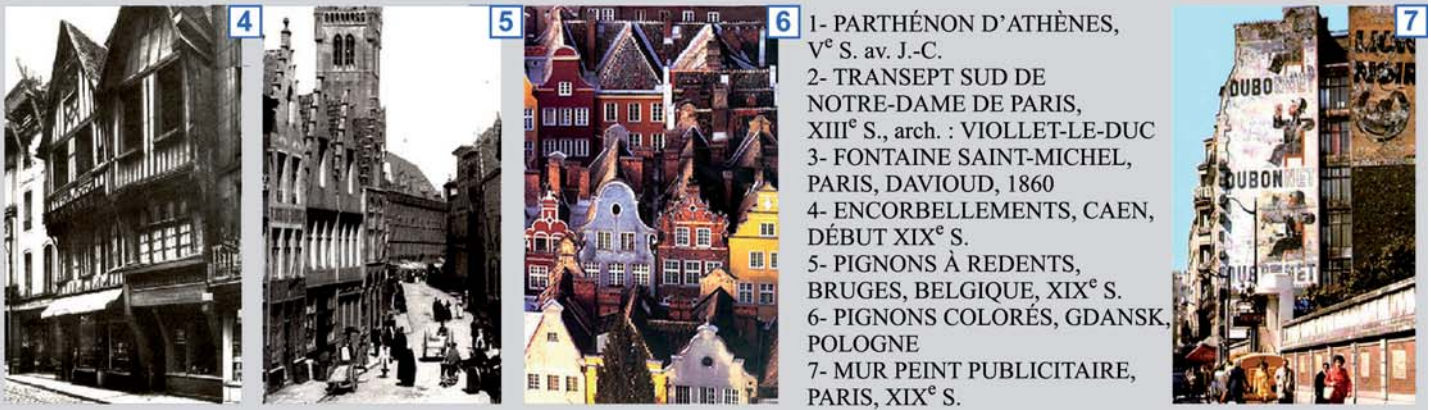 4
5
6
1- PARTHÉNON D'ATHÈNES,
Vᵉ S. av. J.-C.
2- TRANSEPT SUD DE
NOTRE-DAME DE PARIS,
XIIIᵉ S., arch. : VIOLLET-LE-DUC
3- FONTAINE SAINT-MICHEL,
PARIS, DAVIOUD, 1860
4- ENCORBELLEMENTS, CAEN,
DÉBUT XIXᵉ S.
5- PIGNONS À REDENTS,
BRUGES, BELGIQUE, XIXᵉ S.
6- PIGNONS COLORÉS, GDANSK,
POLOGNE
7- MUR PEINT PUBLICITAIRE,
PARIS, XIXᵉ S.
7
DUBONNET
NOIR
DUBONNET
DUBONNET